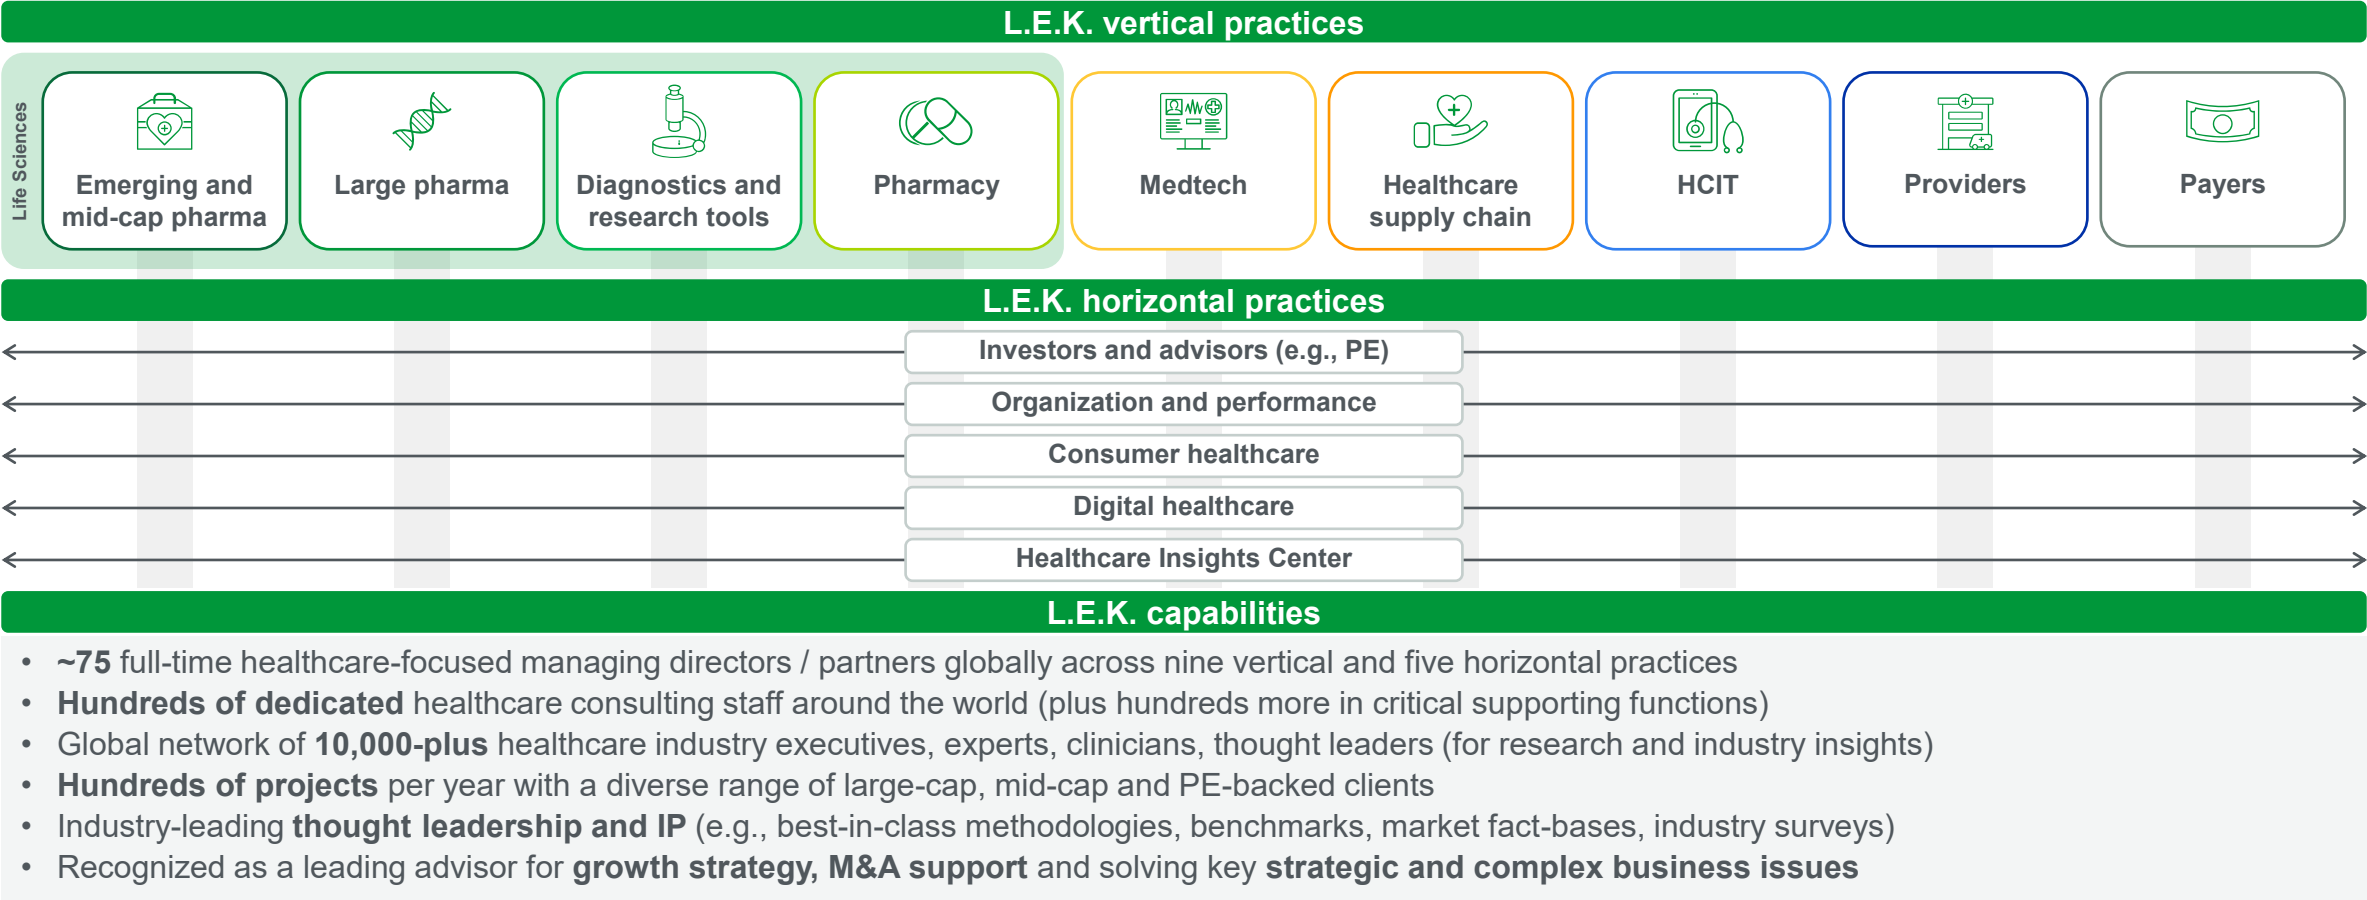 L.E.K. vertical practices
Life Sciences
Emerging and
mid-cap pharma
Large pharma
Diagnostics and
research tools
Pharmacy
Medtech
Healthcare
supply chain
HCIT
Providers
Payers
L.E.K. horizontal practices
Investors and advisors (e.g., PE)
Organization and performance
Consumer healthcare
Digital healthcare
Healthcare Insights Center
L.E.K. capabilities
• ~75 full-time healthcare-focused managing directors / partners globally across nine vertical and five horizontal practices
• Hundreds of dedicated healthcare consulting staff around the world (plus hundreds more in critical supporting functions)
• Global network of 10,000-plus healthcare industry executives, experts, clinicians, thought leaders (for research and industry insights)
• Hundreds of projects per year with a diverse range of large-cap, mid-cap and PE-backed clients
• Industry-leading thought leadership and IP (e.g., best-in-class methodologies, benchmarks, market fact-bases, industry surveys)
• Recognized as a leading advisor for growth strategy, M&A support and solving key strategic and complex business issues